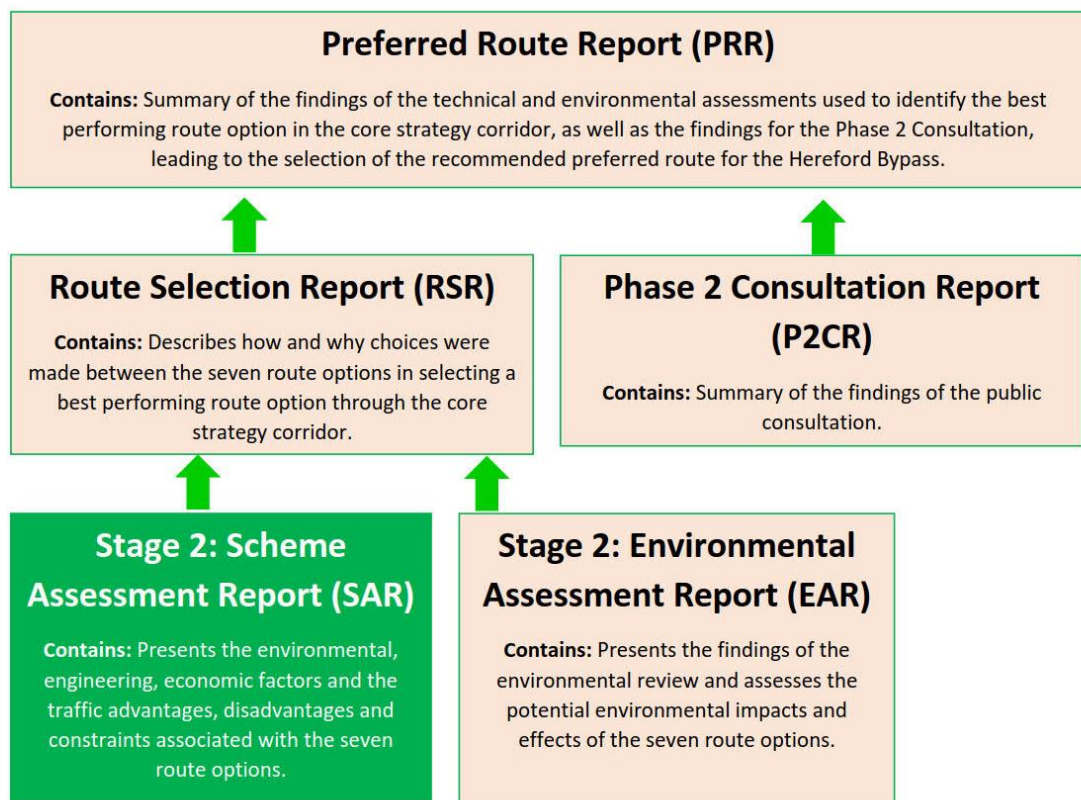 Preferred Route Report (PRR)
Contains: Summary of the findings of the technical and environmental assessments used to identify the best
performing route option in the core strategy corridor, as well as the findings for the Phase 2 Consultation,
leading to the selection of the recommended preferred route for the Hereford Bypass.
Route Selection Report (RSR)
Contains: Describes how and why choices were
made between the seven route options in selecting a
best performing route option through the core
strategy corridor.
Phase 2 Consultation Report
(P2CR)
Contains: Summary of the findings of the public
consultation.
Stage 2: Scheme
Assessment Report (SAR)
Contains: Presents the environmental,
engineering, economic factors and the
traffic advantages, disadvantages and
constraints associated with the seven
route options.
Stage 2: Environmental
Assessment Report (EAR)
Contains: Presents the findings of the
environmental review and assesses the
potential environmental impacts and
effects of the seven route options.